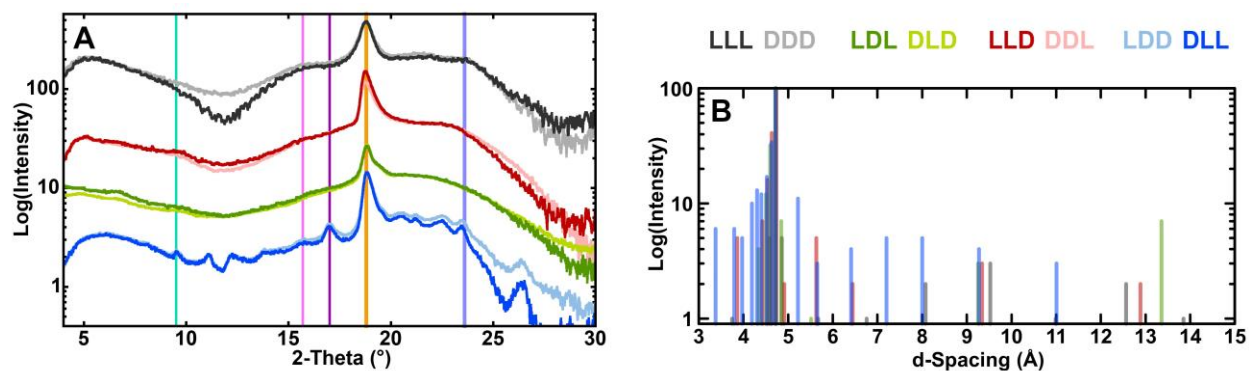 A
Log(Intensity)
100
10
1
5 10 15 20 25 30
2-Theta (°)
LLL DDD LDL DLD LLD DDL LDD DLL
B
Log(Intensity)
100
10
1
3 4 5 6 7 8 9 10 11 12 13 14 15
d-Spacing (Å)